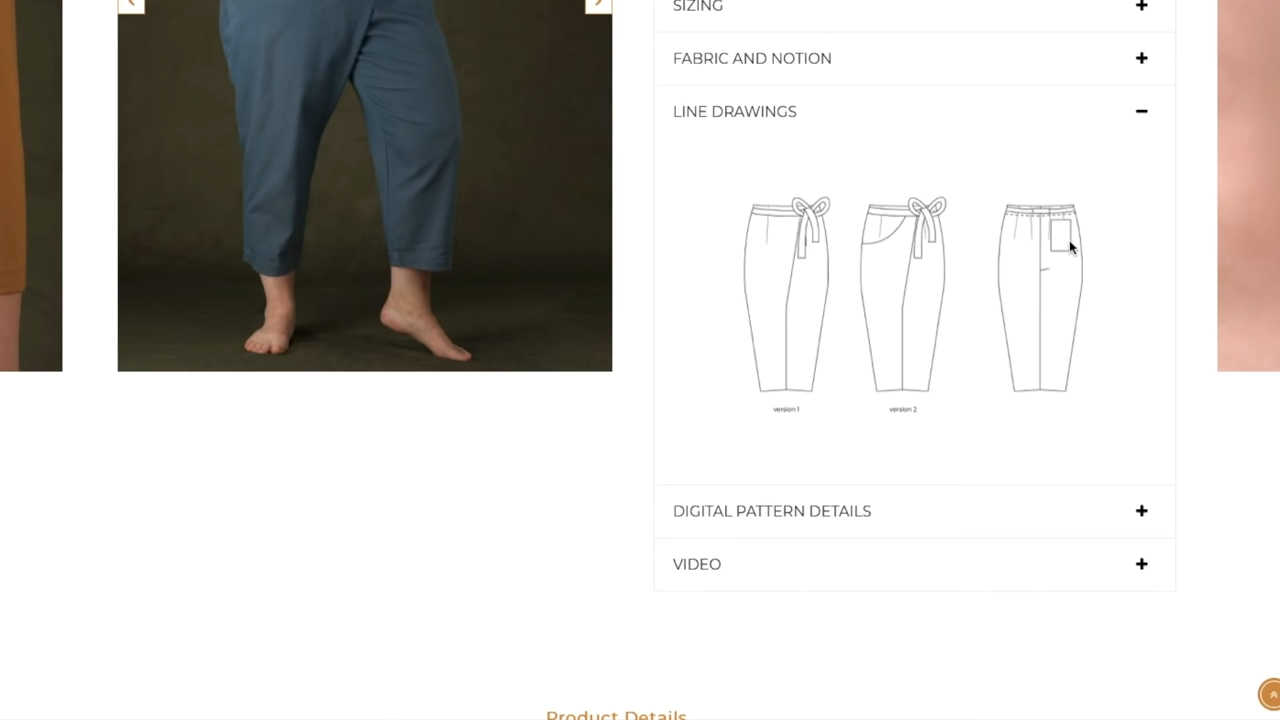 SIZING
FABRIC AND NOTION
LINE DRAWINGS
version 1
version 2
DIGITAL PATTERN DETAILS
VIDEO
Product Details